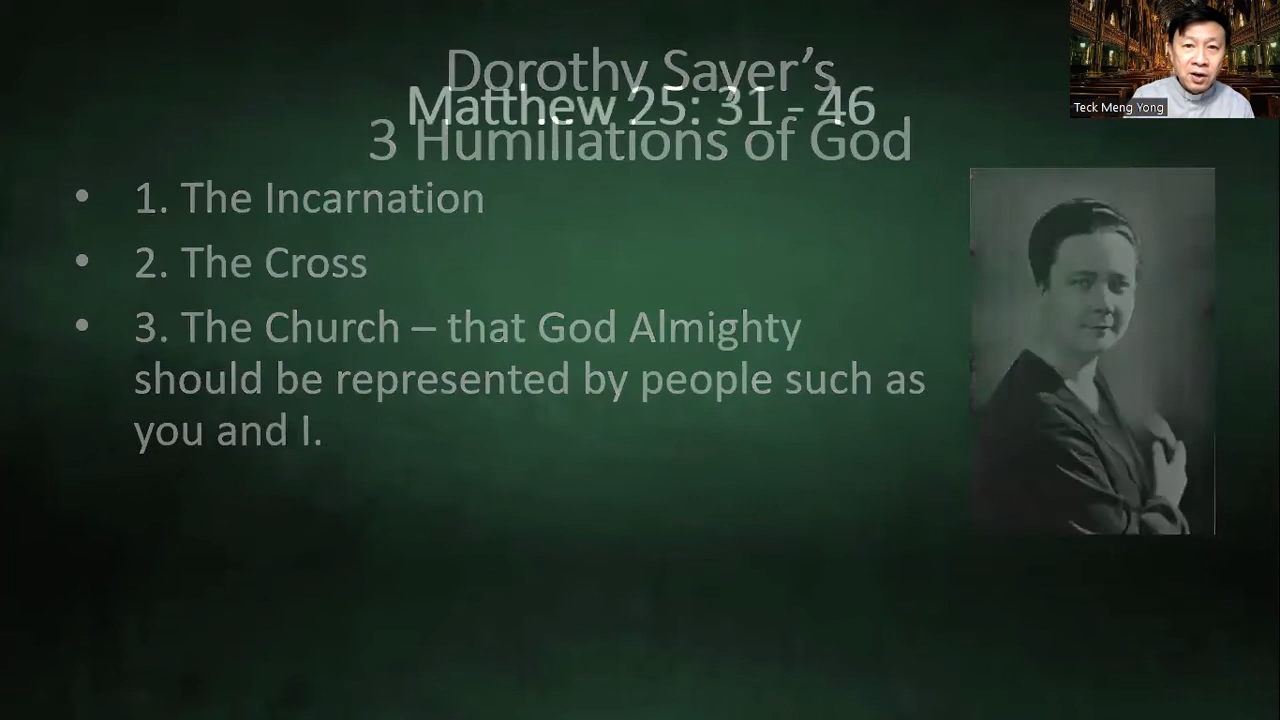 Dorothy Sayer’s
Matthew 25: 31 - 46
3 Humiliations of God
Teck Meng Yong
• 1. The Incarnation
• 2. The Cross
• 3. The Church – that God Almighty
should be represented by people such as
you and I.